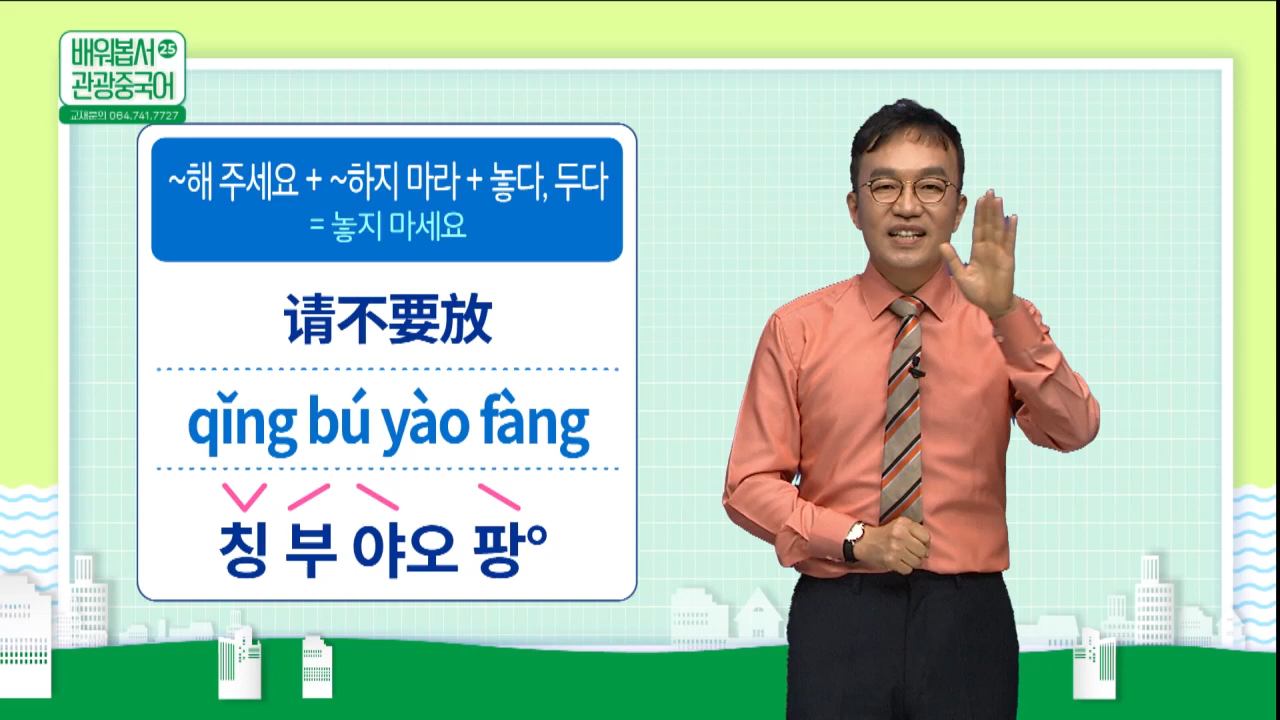 배워봅서 25
관광중국어
교재문의 064.741.7727
~해 주세요 + ~하지 마라 + 놓다, 두다
= 놓지 마세요
请不要放
qǐng bú yào fàng
칭 부 야오 팡°